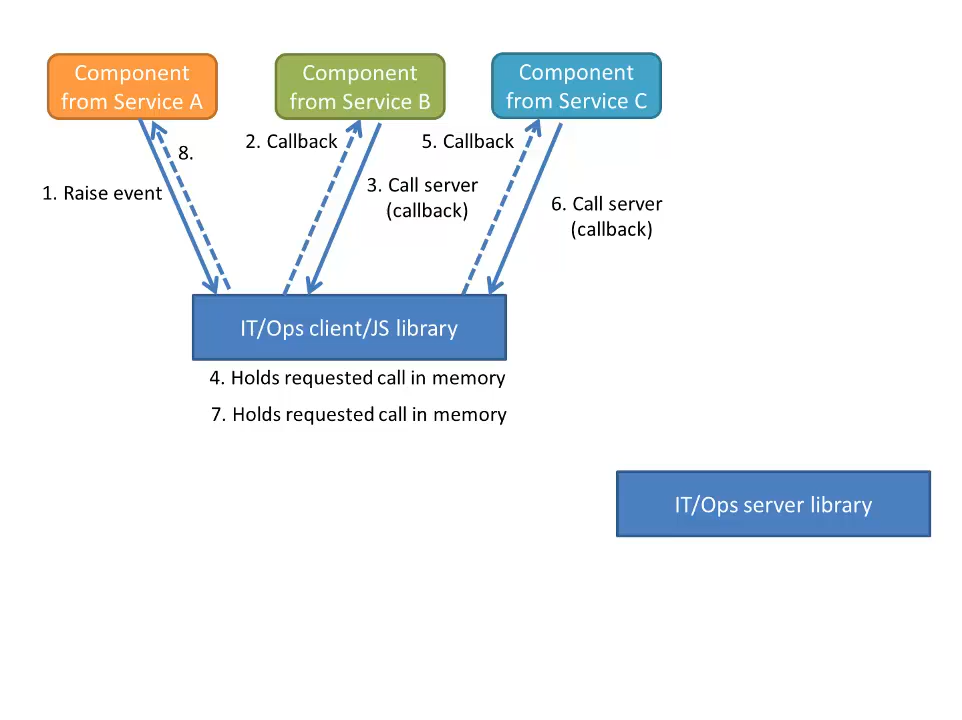 Component
from Service A
Component
from Service B
Component
from Service C
8.
2. Callback
5. Callback
1. Raise event
3. Call server
(callback)
6. Call server
(callback)
IT/Ops client/JS library
4. Holds requested call in memory
7. Holds requested call in memory
IT/Ops server library